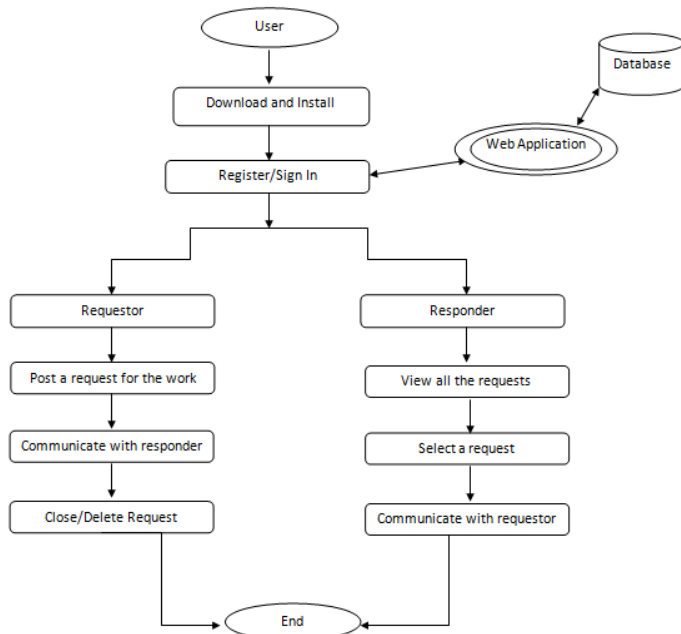 User
Database
Download and Install
Web Application
Register/Sign In
Requestor
Responder
Post a request for the work
View all the requests
Communicate with responder
Select a request
Close/Delete Request
Communicate with requestor
End